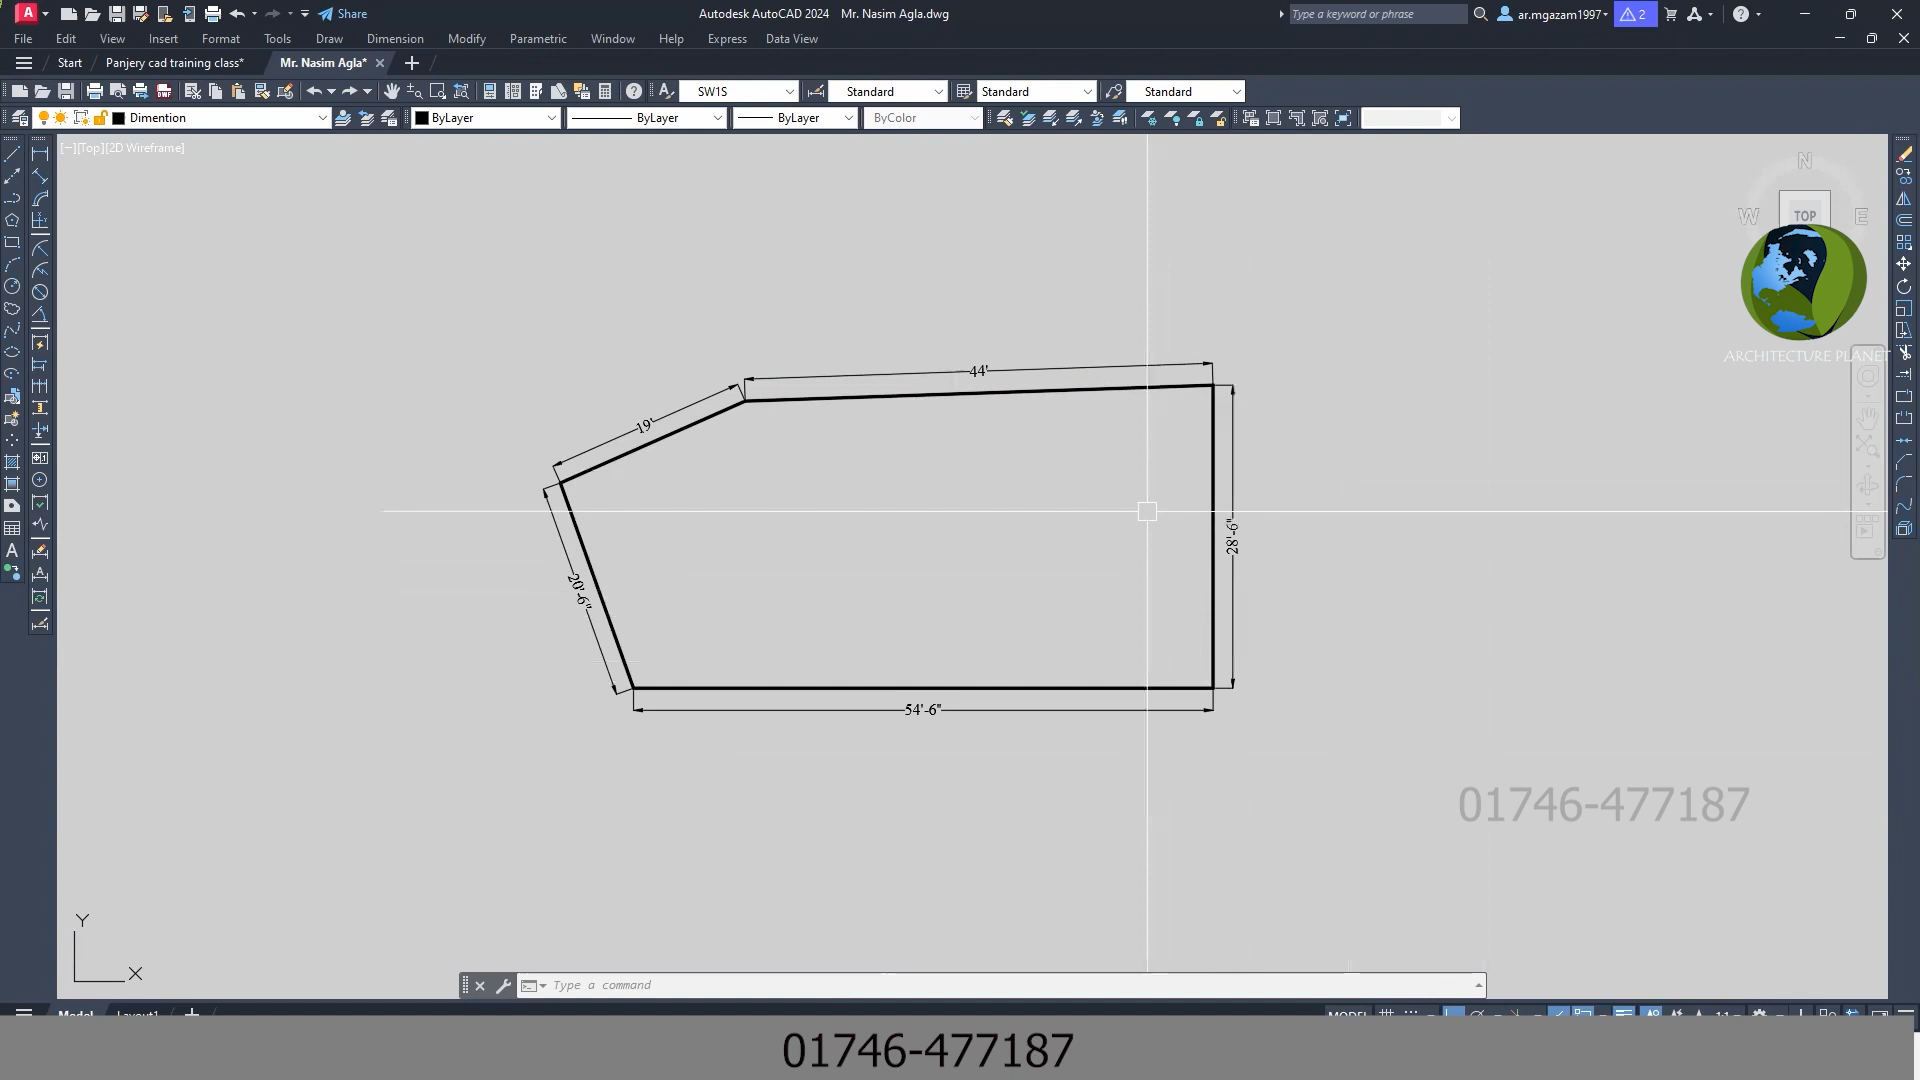 Share
Autodesk AutoCAD 2024 Mr. Nasim Agla.dwg
Type a keyword or phrase
ar.mgazam1997
2
File Edit View Insert Format Tools Draw Dimension Modify Parametric Window Help Express Data View
Start Panjery cad training class* Mr. Nasim Agla*
SW1S Standard Standard Standard
Dimention ByLayer ByLayer ByLayer ByColor
[−][Top][2D Wireframe]
N
W TOP E
ARCHITECTURE PLANET
44'
19'
28'-6"
20'-6"
54'-6"
01746-477187
Y
X
Type a command
Model Layout1 MODEL 1:1
01746-477187